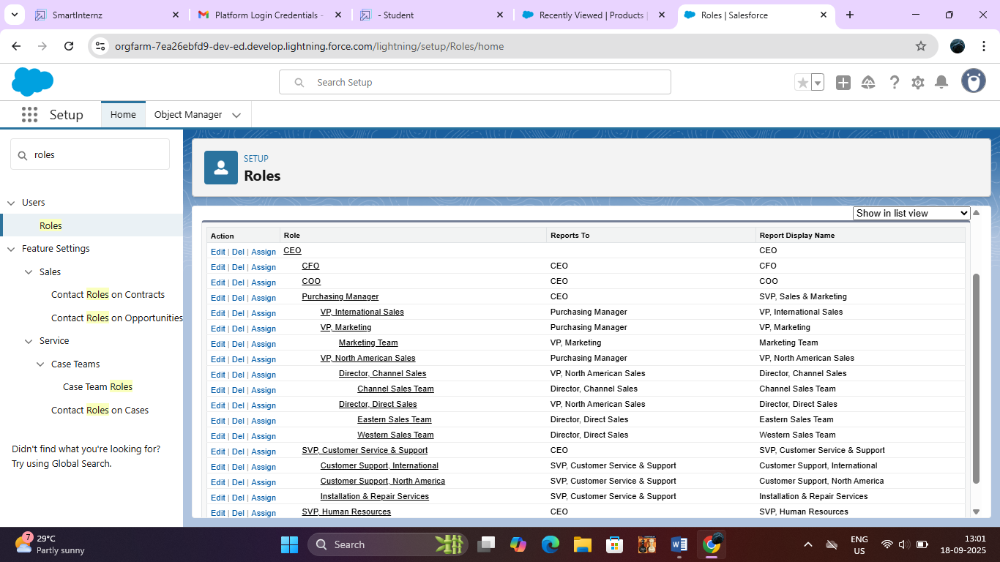 SmartInternz
Platform Login Credentials -
- Student
Recently Viewed | Products |
Roles | Salesforce
orgfarm-7ea26ebfd9-dev-ed.develop.lightning.force.com/lightning/setup/Roles/home
Search Setup
Setup
Home
Object Manager
roles
Users
Roles
Feature Settings
Sales
Contact Roles on Contracts
Contact Roles on Opportunities
Service
Case Teams
Case Team Roles
Contact Roles on Cases
Didn't find what you're looking for?
Try using Global Search.
SETUP
Roles
Show in list view
Action Role Reports To Report Display Name
Edit | Del | Assign CEO CEO
Edit | Del | Assign CFO CEO CFO
Edit | Del | Assign COO CEO COO
Edit | Del | Assign Purchasing Manager CEO SVP, Sales & Marketing
Edit | Del | Assign VP, International Sales Purchasing Manager VP, International Sales
Edit | Del | Assign VP, Marketing Purchasing Manager VP, Marketing
Edit | Del | Assign Marketing Team VP, Marketing Marketing Team
Edit | Del | Assign VP, North American Sales Purchasing Manager VP, North American Sales
Edit | Del | Assign Director, Channel Sales VP, North American Sales Director, Channel Sales
Edit | Del | Assign Channel Sales Team Director, Channel Sales Channel Sales Team
Edit | Del | Assign Director, Direct Sales VP, North American Sales Director, Direct Sales
Edit | Del | Assign Eastern Sales Team Director, Direct Sales Eastern Sales Team
Edit | Del | Assign Western Sales Team Director, Direct Sales Western Sales Team
Edit | Del | Assign SVP, Customer Service & Support CEO SVP, Customer Service & Support
Edit | Del | Assign Customer Support, International SVP, Customer Service & Support Customer Support, International
Edit | Del | Assign Customer Support, North America SVP, Customer Service & Support Customer Support, North America
Edit | Del | Assign Installation & Repair Services SVP, Customer Service & Support Installation & Repair Services
Edit | Del | Assign SVP, Human Resources CEO SVP, Human Resources
7
29°C
Partly sunny
Search
ENG
US
13:01
18-09-2025